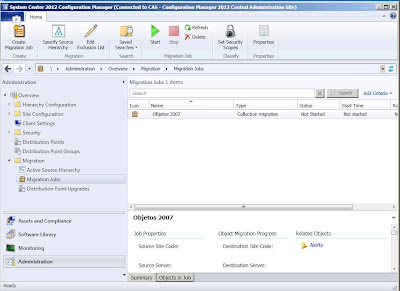 System Center 2012 Configuration Manager (Connected to CAS - Configuration Manager 2012 Central Administration Site)
Home
Create Migration Job
Specify Source Hierarchy
Edit Exclusion List
Saved Searches
Start
Stop
Refresh
Delete
Set Security Scopes
Properties
Create
Migration
Search
Migration Job
Classify
Properties
\ Administration Overview Migration Migration Jobs
Administration
Overview
Hierarchy Configuration
Site Configuration
Client Settings
Security
Distribution Points
Distribution Point Groups
Migration
Active Source Hierarchy
Migration Jobs
Distribution Point Upgrades
Assets and Compliance
Software Library
Monitoring
Administration
Migration Jobs 1 items
Search
Search
Add Criteria
Icon Name Type Status Start Time
Objetos 2007 Collection migration Not Started Not started
Objetos 2007
Job Properties
Object Migration Progress
Related Objects
Source Site Code:
Destination Site Code:
Alerts
Source Server:
Destination Server:
Summary
Objects in Job
Ready